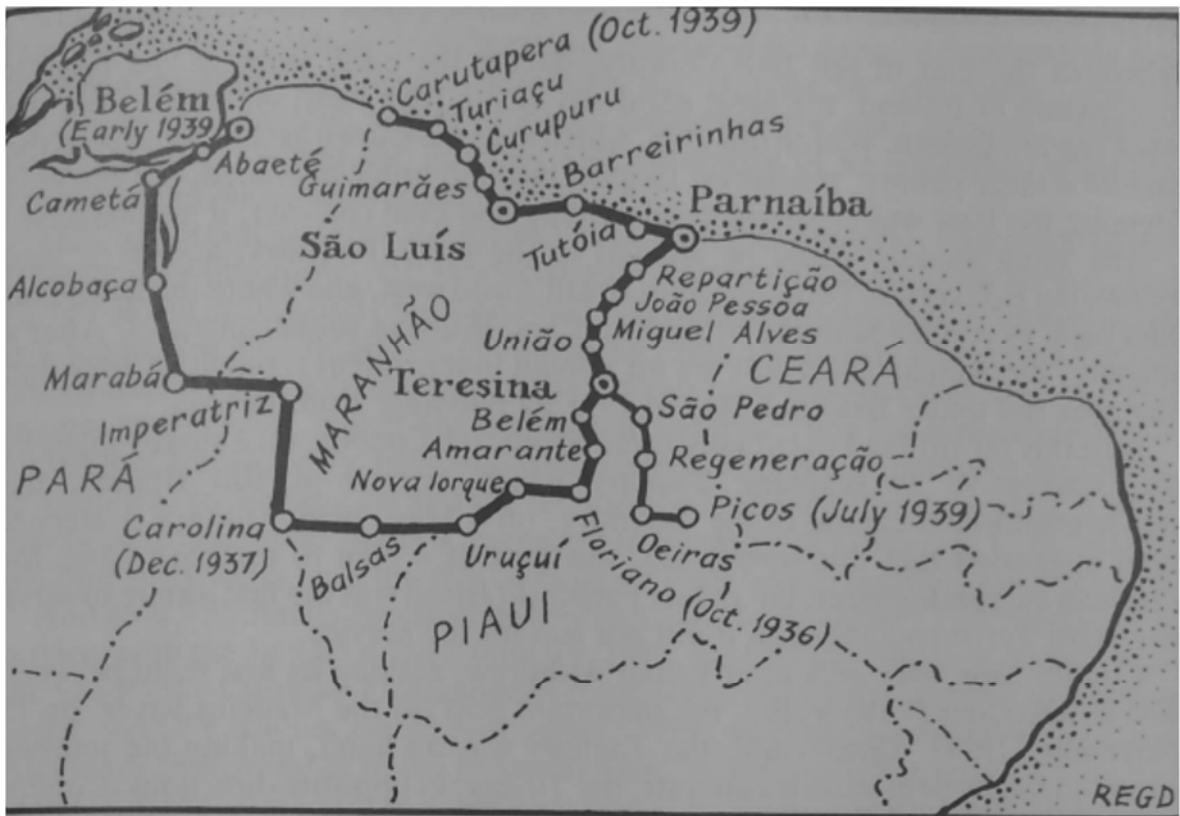 Carutapera (Oct. 1939)
Turiaçu
Curupuru
Belém
(Early 1939
Abaeté
Barreirinhas
Cametá
Guimarães
Parnaíba
São Luís
Tutóia
Alcobaça
Repartição
João Pessoa
MARANHÃO
União
Miguel Alves
Marabá
Teresina
CEARÁ
Imperatriz
Belém
São Pedro
Amarante
Regeneração
PARÁ
Nova Iorque
Picos (July 1939)
Carolina
(Dec. 1937)
Balsas
Uruçuí
Oeiras
Floriano (Oct. 1936)
PIAUI
REGD